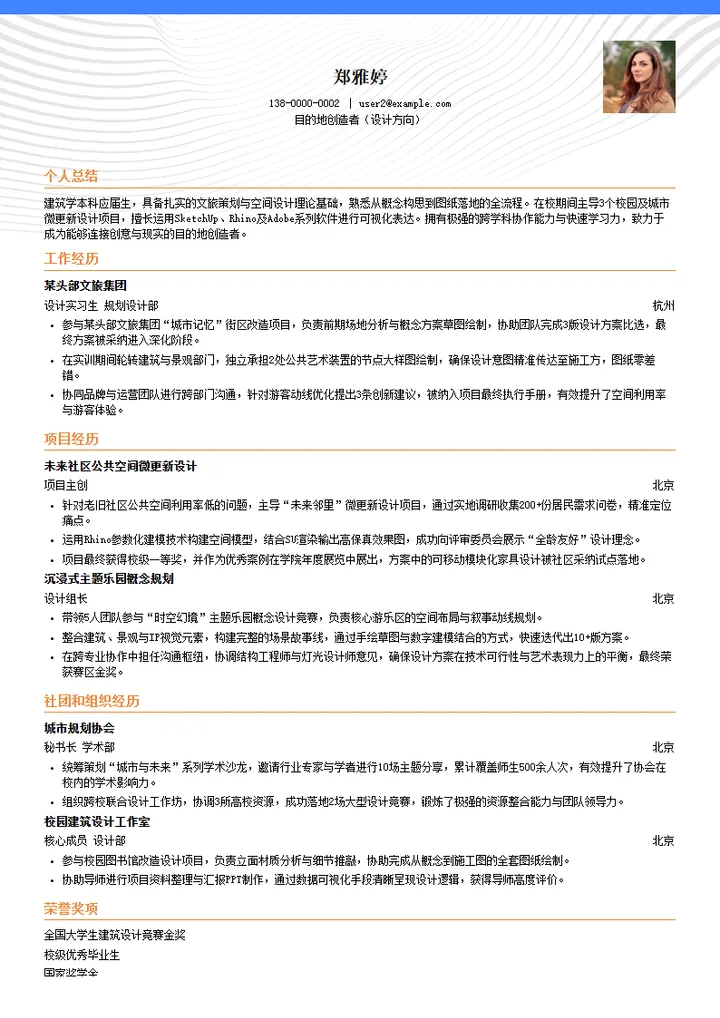 郑雅婷
138-0000-0002 | user2@example.com
目的地创造者（设计方向）
个人总结
建筑学本科应届生，具备扎实的文旅策划与空间设计理论基础，熟悉从概念构思到图纸落地的全流程。在校期间主导3个校园及城市
微更新设计项目，擅长运用SketchUp、Rhino及Adobe系列软件进行可视化表达。拥有极强的跨学科协作能力与快速学习力，致力于
成为能够连接创意与现实的目的地创造者。
工作经历
某头部文旅集团
设计实习生 规划设计部 杭州
• 参与某头部文旅集团“城市记忆”街区改造项目，负责前期场地分析与概念方案草图绘制，协助团队完成3版设计方案比选，最
终方案被采纳进入深化阶段。
• 在实训期间轮转建筑与景观部门，独立承担2处公共艺术装置的节点大样图绘制，确保设计意图精准传达至施工方，图纸零差
错。
• 协同品牌与运营团队进行跨部门沟通，针对游客动线优化提出3条创新建议，被纳入项目最终执行手册，有效提升了空间利用率
与游客体验。
项目经历
未来社区公共空间微更新设计
项目主创 北京
• 针对老旧社区公共空间利用率低的问题，主导“未来邻里”微更新设计项目，通过实地调研收集200+份居民需求问卷，精准定位
痛点。
• 运用Rhino参数化建模技术构建空间模型，结合SU渲染输出高保真效果图，成功向评审委员会展示“全龄友好”设计理念。
• 项目最终获得校级一等奖，并作为优秀案例在学院年度展览中展出，方案中的可移动模块化家具设计被社区采纳试点落地。
沉浸式主题乐园概念规划
设计组长 北京
• 带领5人团队参与“时空幻境”主题乐园概念设计竞赛，负责核心游乐区的空间布局与叙事动线规划。
• 整合建筑、景观与IP视觉元素，构建完整的场景故事线，通过手绘草图与数字建模结合的方式，快速迭代出10+版方案。
• 在跨专业协作中担任沟通枢纽，协调结构工程师与灯光设计师意见，确保设计方案在技术可行性与艺术表现力上的平衡，最终荣
获赛区金奖。
社团和组织经历
城市规划协会
秘书长 学术部 北京
• 统筹策划“城市与未来”系列学术沙龙，邀请行业专家与学者进行10场主题分享，累计覆盖师生500余人次，有效提升了协会在
校内的学术影响力。
• 组织跨校联合设计工作坊，协调3所高校资源，成功落地2场大型设计竞赛，锻炼了极强的资源整合能力与团队领导力。
校园建筑设计工作室
核心成员 设计部 北京
• 参与校园图书馆改造设计项目，负责立面材质分析与细节推敲，协助完成从概念到施工图的全套图纸绘制。
• 协助导师进行项目资料整理与汇报PPT制作，通过数据可视化手段清晰呈现设计逻辑，获得导师高度评价。
荣誉奖项
全国大学生建筑设计竞赛金奖
校级优秀毕业生
国家奖学金